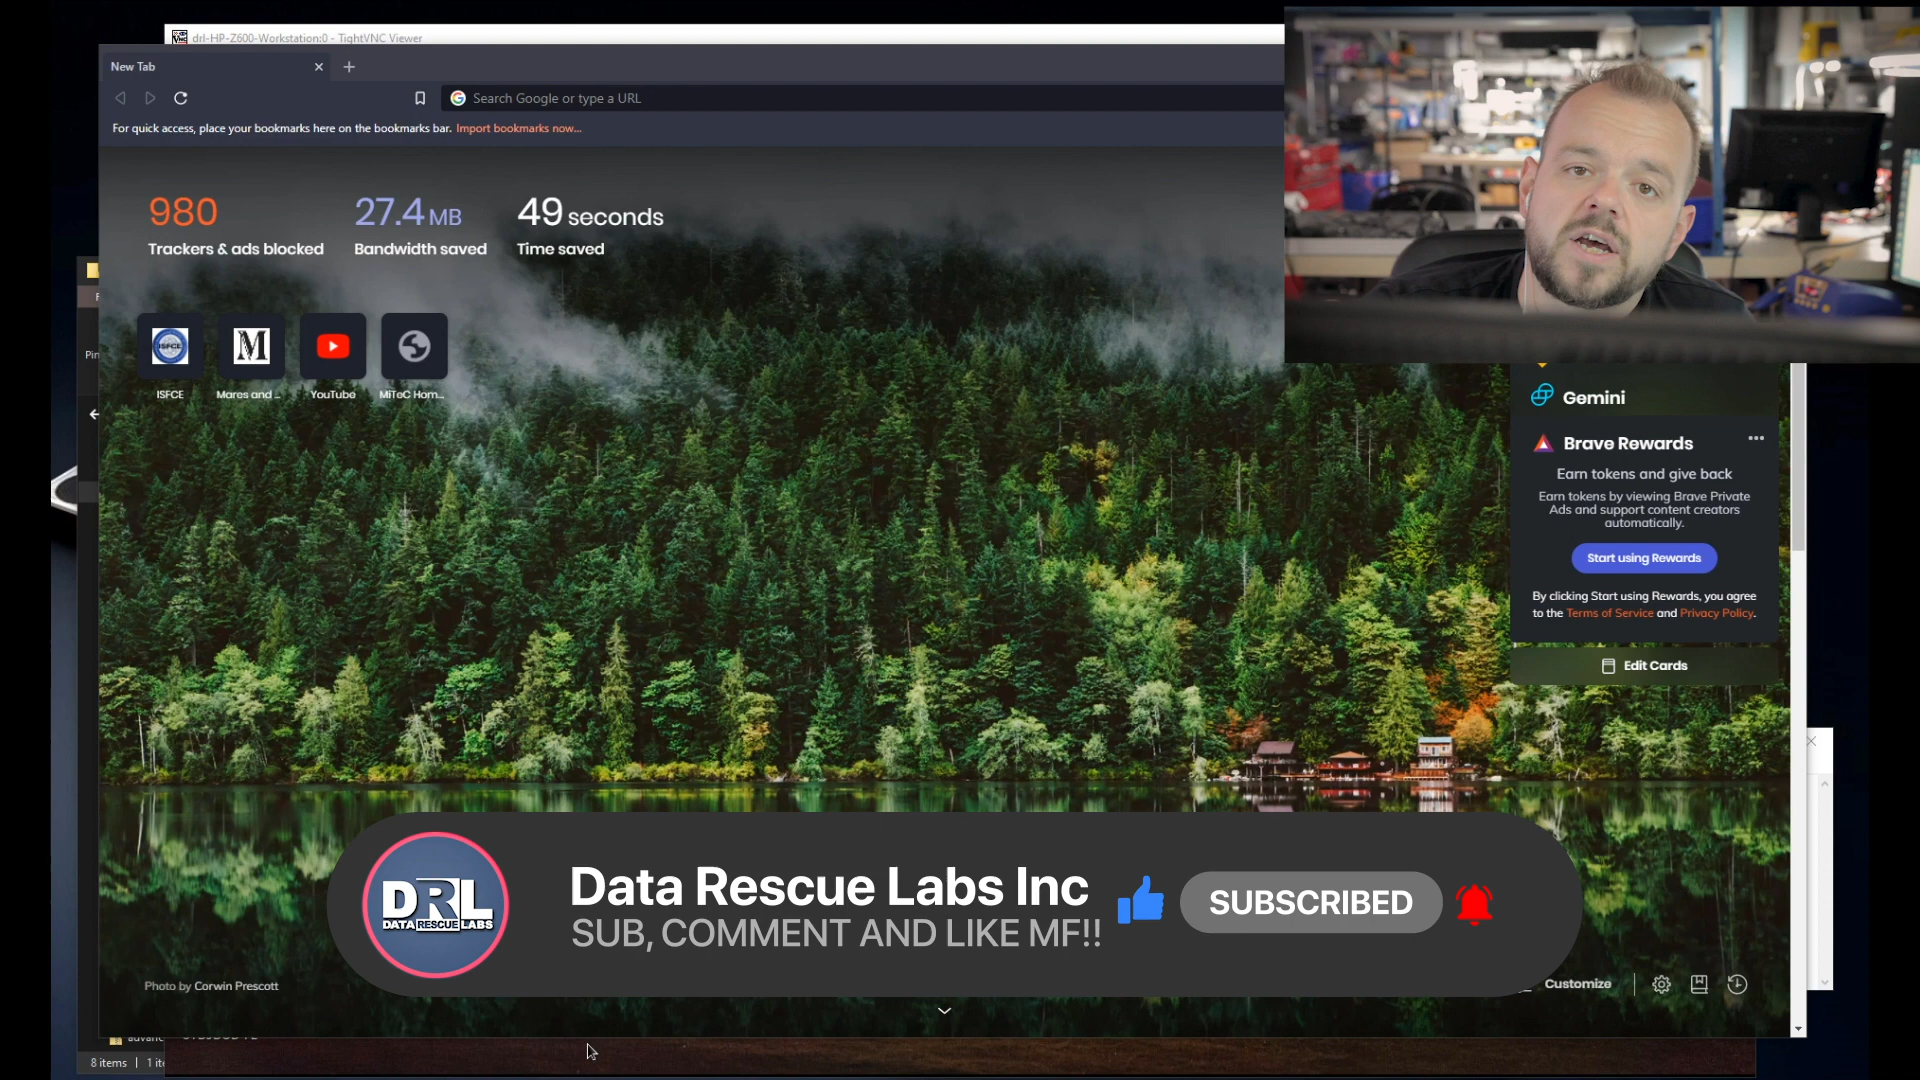 drl-HP-Z600-Workstation:0 - TightVNC Viewer
New Tab
Search Google or type a URL
For quick access, place your bookmarks here on the bookmarks bar. Import bookmarks now...
980
Trackers & ads blocked
27.4 MB
Bandwidth saved
49 seconds
Time saved
ISFCE
ISFCE
M
Mares and ...
YouTube
MiTeC Hom...
Gemini
Brave Rewards
Earn tokens and give back
Earn tokens by viewing Brave Private
Ads and support content creators
automatically.
Start using Rewards
By clicking Start using Rewards, you agree
to the Terms of Service and Privacy Policy.
Edit Cards
DRL
DATA RESCUE LABS
Data Rescue Labs Inc
SUB, COMMENT AND LIKE MF!!
SUBSCRIBED
Photo by Corwin Prescott
Customize
8 items